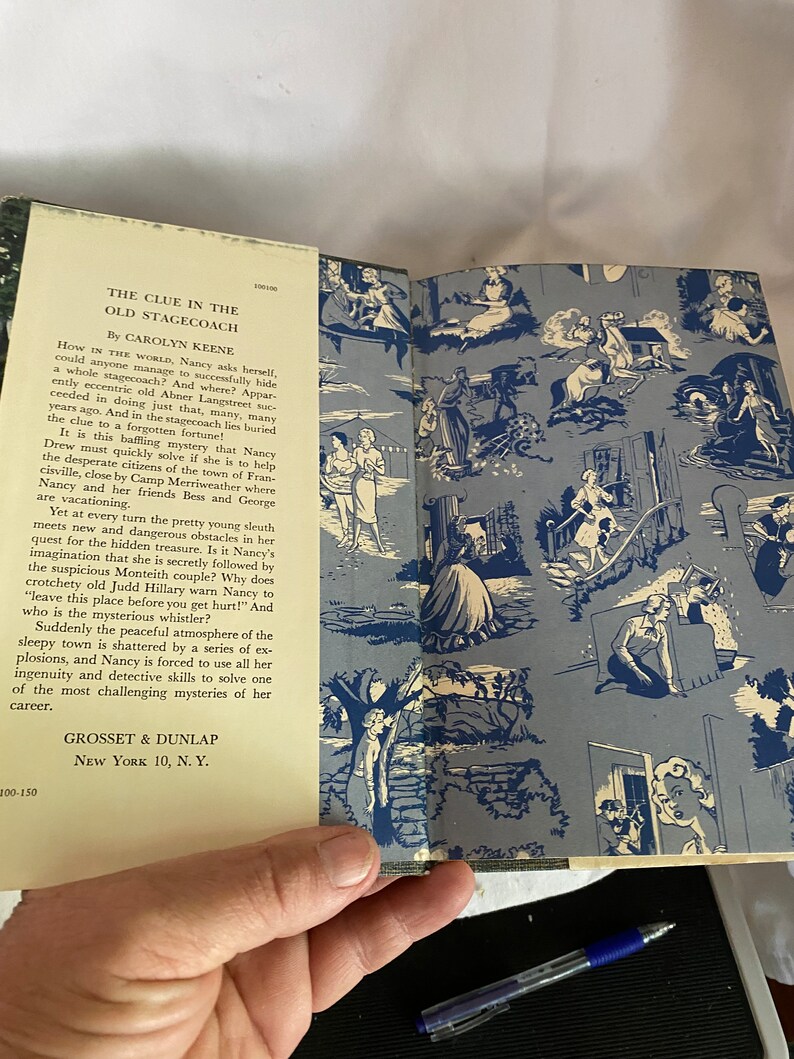 100100
THE CLUE IN THE
OLD STAGECOACH
By CAROLYN KEENE
HOW IN THE WORLD, Nancy asks herself,
could anyone manage to successfully hide
a whole stagecoach? And where? Appar-
ently eccentric old Abner Langstreet suc-
ceeded in doing just that, many, many
years ago. And in the stagecoach lies buried
the clue to a forgotten fortune!
It is this baffling mystery that Nancy
Drew must quickly solve if she is to help
the desperate citizens of the town of Fran-
cisville, close by Camp Merriweather where
Nancy and her friends Bess and George
are vacationing.
Yet at every turn the pretty young sleuth
meets new and dangerous obstacles in her
quest for the hidden treasure. Is it Nancy's
imagination that she is secretly followed by
the suspicious Monteith couple? Why does
crotchety old Judd Hillary warn Nancy to
“leave this place before you get hurt!” And
who is the mysterious whistler?
Suddenly the peaceful atmosphere of the
sleepy town is shattered by a series of ex-
plosions, and Nancy is forced to use all her
ingenuity and detective skills to solve one
of the most challenging mysteries of her
career.
GROSSET & DUNLAP
NEW YORK 10, N. Y.
100-150